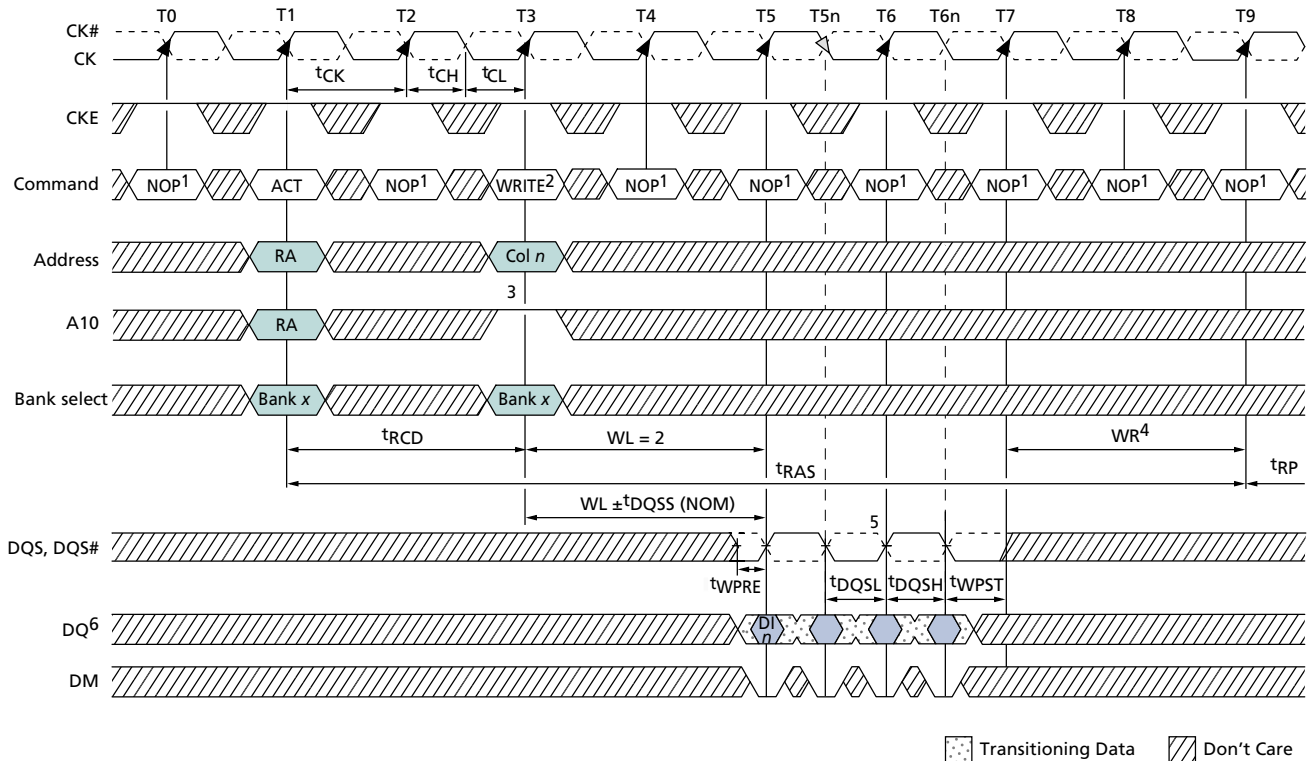 T0 T1 T2 T3 T4 T5 T5n T6 T6n T7 T8 T9
CK#
CK
tCK tCH tCL
CKE
Command NOP1 ACT NOP1 WRITE2 NOP1 NOP1 NOP1 NOP1 NOP1 NOP1
Address RA Col n
3
A10 RA
Bank select Bank x Bank x
tRCD WL = 2 WR4
tRAS tRP
WL ±tDQSS (NOM)
5
DQS, DQS#
tWPRE tDQSL tDQSH tWPST
DQ6 DI n
DM
Transitioning Data Don't Care